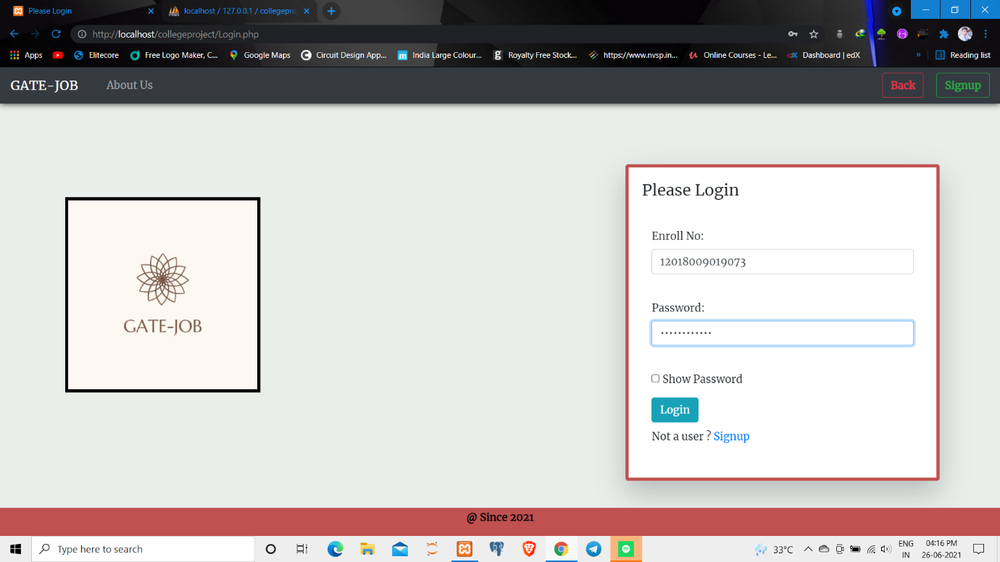 Please Login
localhost / 127.0.0.1 / collegepro
http://localhost/collegeproject/Login.php
Apps
Elitecore
Free Logo Maker, C...
Google Maps
Circuit Design App...
India Large Colour...
Royalty Free Stock...
https://www.nvsp.in...
Online Courses - Le...
Dashboard | edX
»
Reading list
GATE-JOB
About Us
Back
Signup
GATE-JOB
Please Login
Enroll No:
12018009019073
Password:
••••••••••••
Show Password
Login
Not a user ? Signup
@ Since 2021
Type here to search
33°C
ENG
IN
04:16 PM
26-06-2021